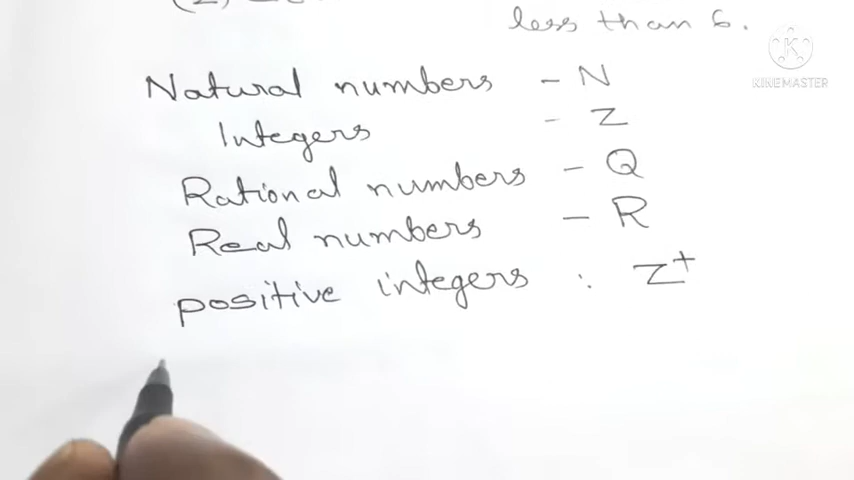 less than 6.
Natural numbers - N
Integers - Z
Rational numbers - Q
Real numbers - R
positive integers : Z+
KINEMASTER